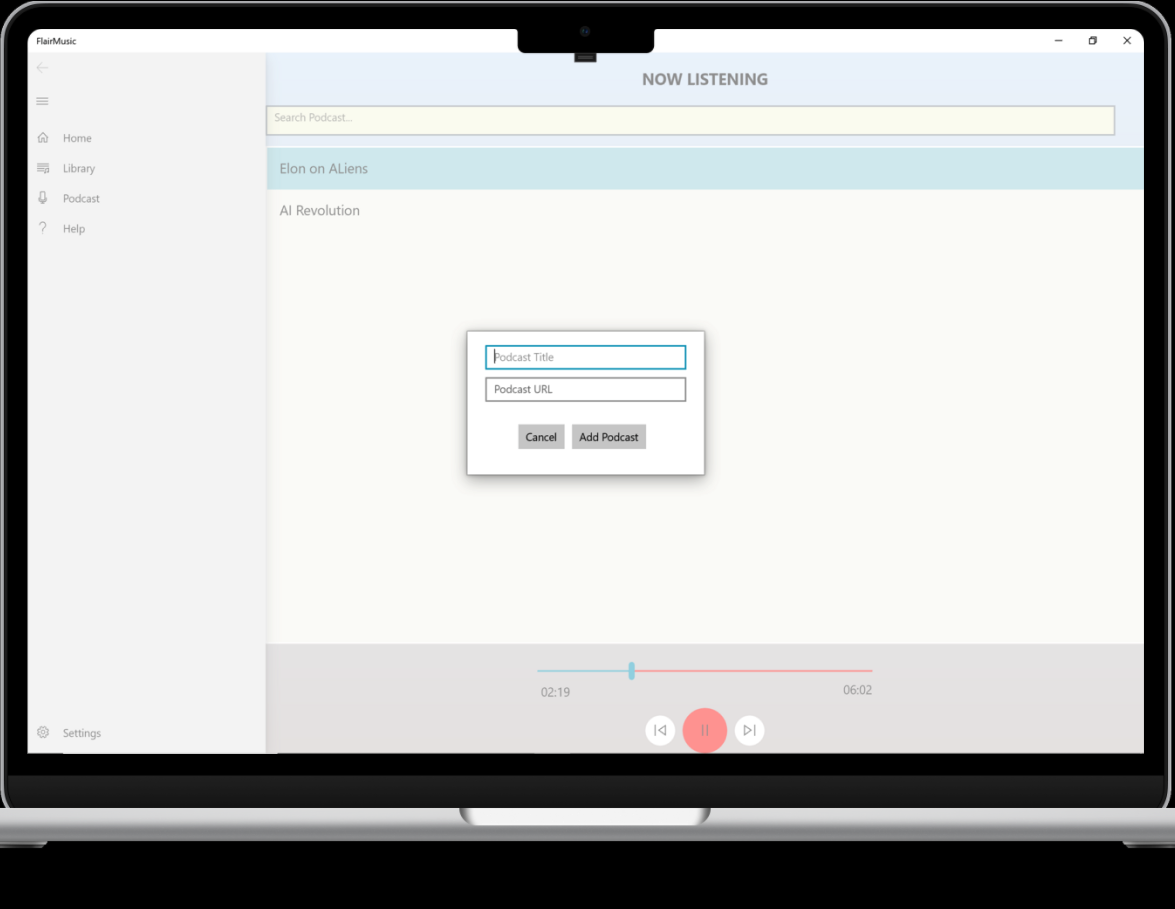 FlairMusic
NOW LISTENING
Search Podcast...
Home
Library
Podcast
Help
Elon on ALiens
AI Revolution
Podcast Title
Podcast URL
Cancel Add Podcast
02:19 06:02
Settings